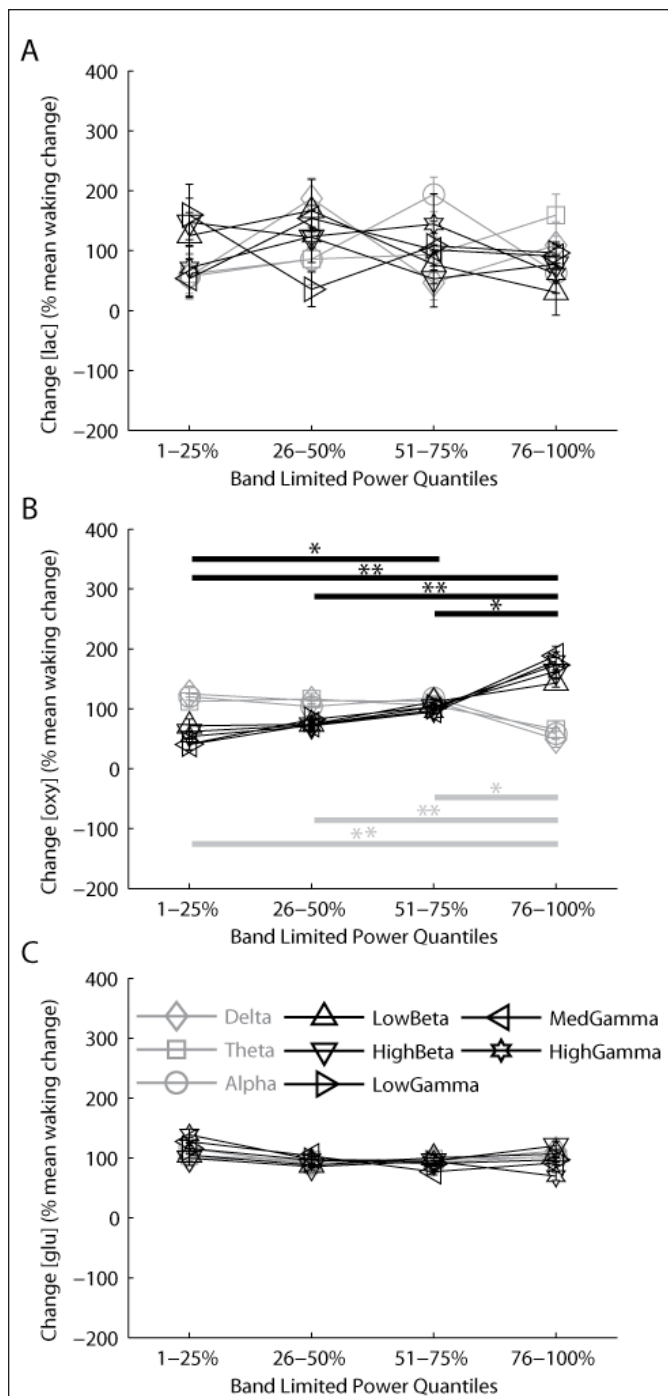 A
Change [lac] (% mean waking change)
400
300
200
100
0
−100
−200
1−25% 26−50% 51−75% 76−100%
Band Limited Power Quantiles
B
Change [oxy] (% mean waking change)
400
300
200
100
0
−100
−200
*
**
**
*
*
**
**
1−25% 26−50% 51−75% 76−100%
Band Limited Power Quantiles
C
Change [glu] (% mean waking change)
400
300
200
100
0
−100
−200
Delta LowBeta MedGamma
Theta HighBeta HighGamma
Alpha LowGamma
1−25% 26−50% 51−75% 76−100%
Band Limited Power Quantiles